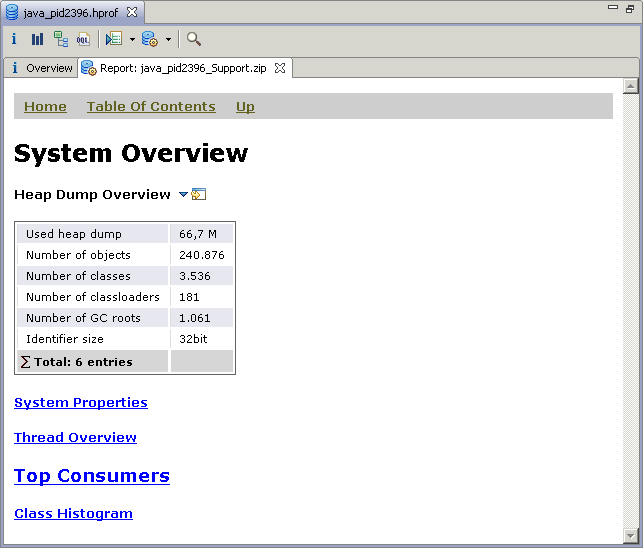 java_pid2396.hprof
i OQL
i Overview Report: java_pid2396_Support.zip
Home Table Of Contents Up
System Overview
Heap Dump Overview
Used heap dump 66,7 M
Number of objects 240.876
Number of classes 3.536
Number of classloaders 181
Number of GC roots 1.061
Identifier size 32bit
∑ Total: 6 entries
System Properties
Thread Overview
Top Consumers
Class Histogram